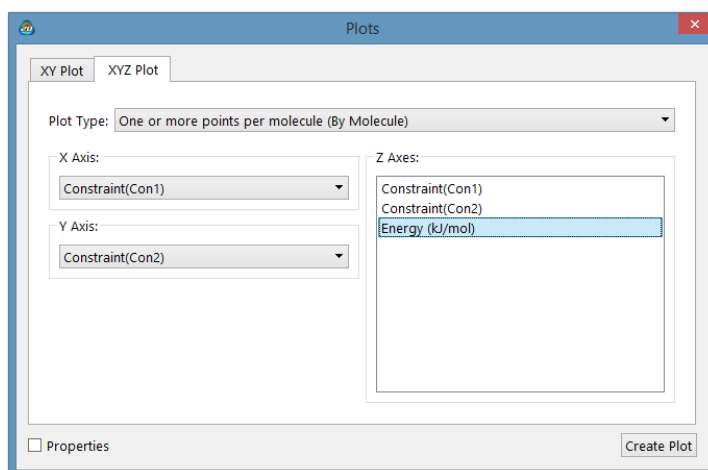 Plots
XY Plot
XYZ Plot
Plot Type: One or more points per molecule (By Molecule)
X Axis:
Constraint(Con1)
Y Axis:
Constraint(Con2)
Z Axes:
Constraint(Con1)
Constraint(Con2)
Energy (kJ/mol)
Properties
Create Plot